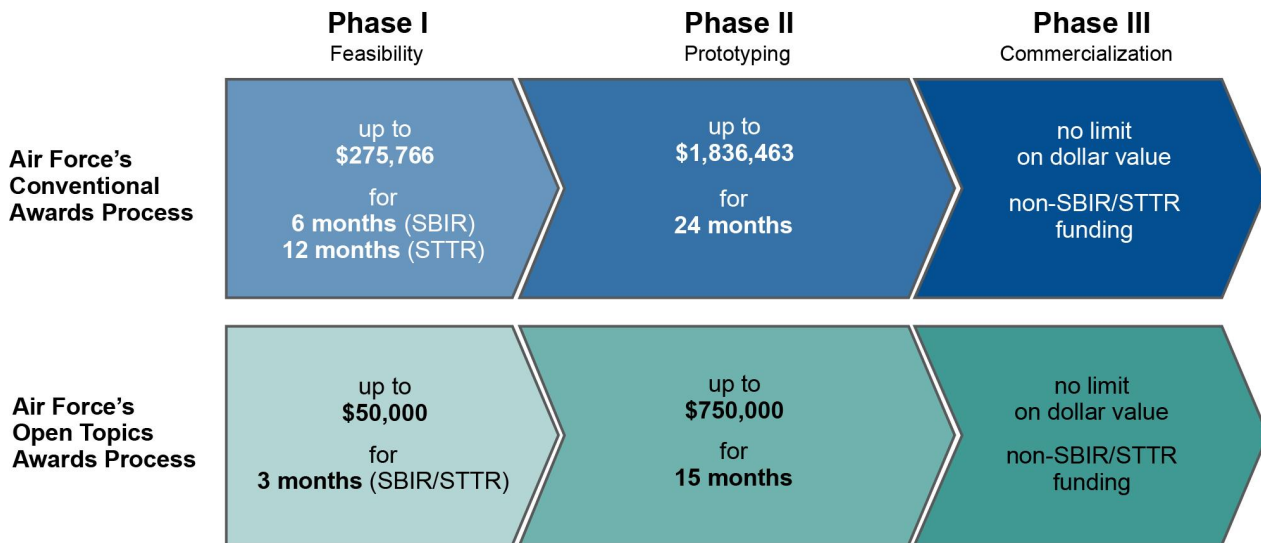 Phase I
Feasibility
Phase II
Prototyping
Phase III
Commercialization
Air Force's
Conventional
Awards Process
up to
$275,766
for
6 months (SBIR)
12 months (STTR)
up to
$1,836,463
for
24 months
no limit
on dollar value
non-SBIR/STTR
funding
Air Force's
Open Topics
Awards Process
up to
$50,000
for
3 months (SBIR/STTR)
up to
$750,000
for
15 months
no limit
on dollar value
non-SBIR/STTR
funding